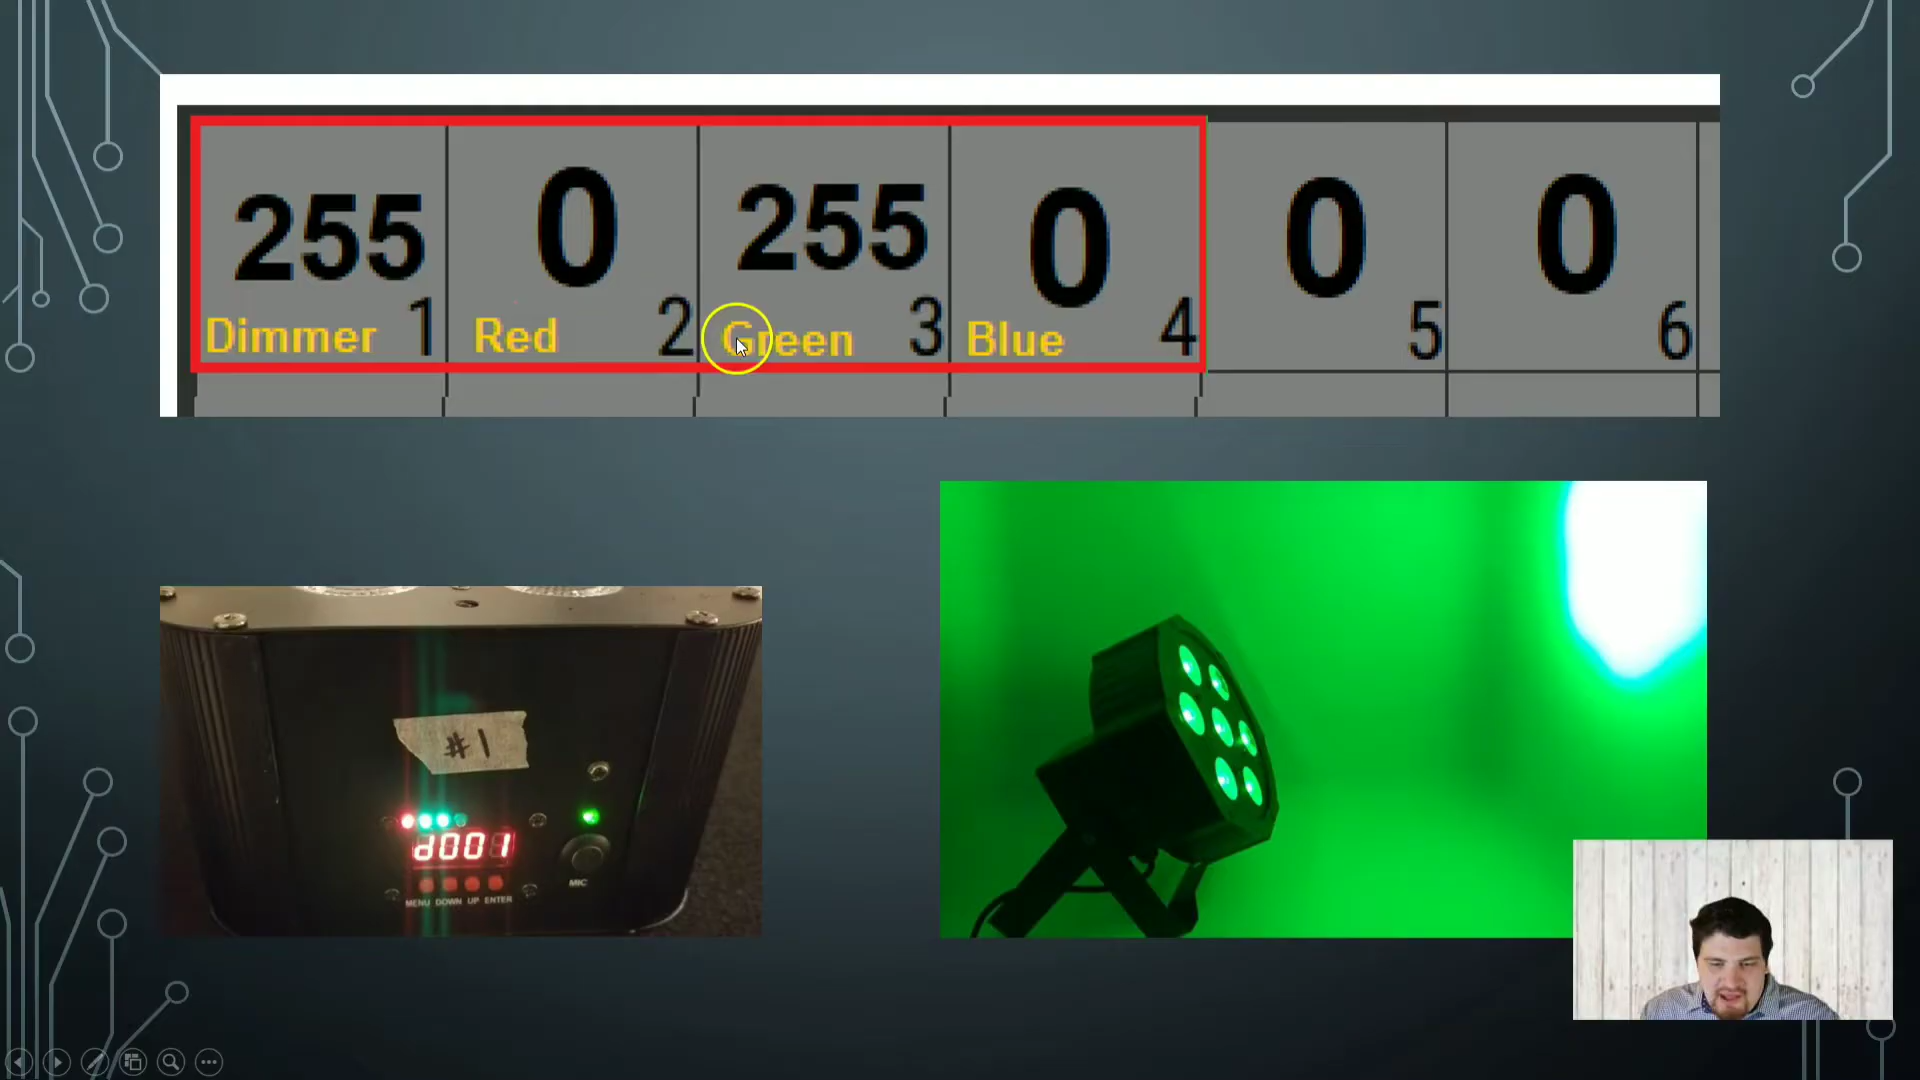 255 0 255 0 0 0
Dimmer 1 Red 2 Green 3 Blue 4 5 6
#1
d001
MIC
MENU DOWN UP ENTER